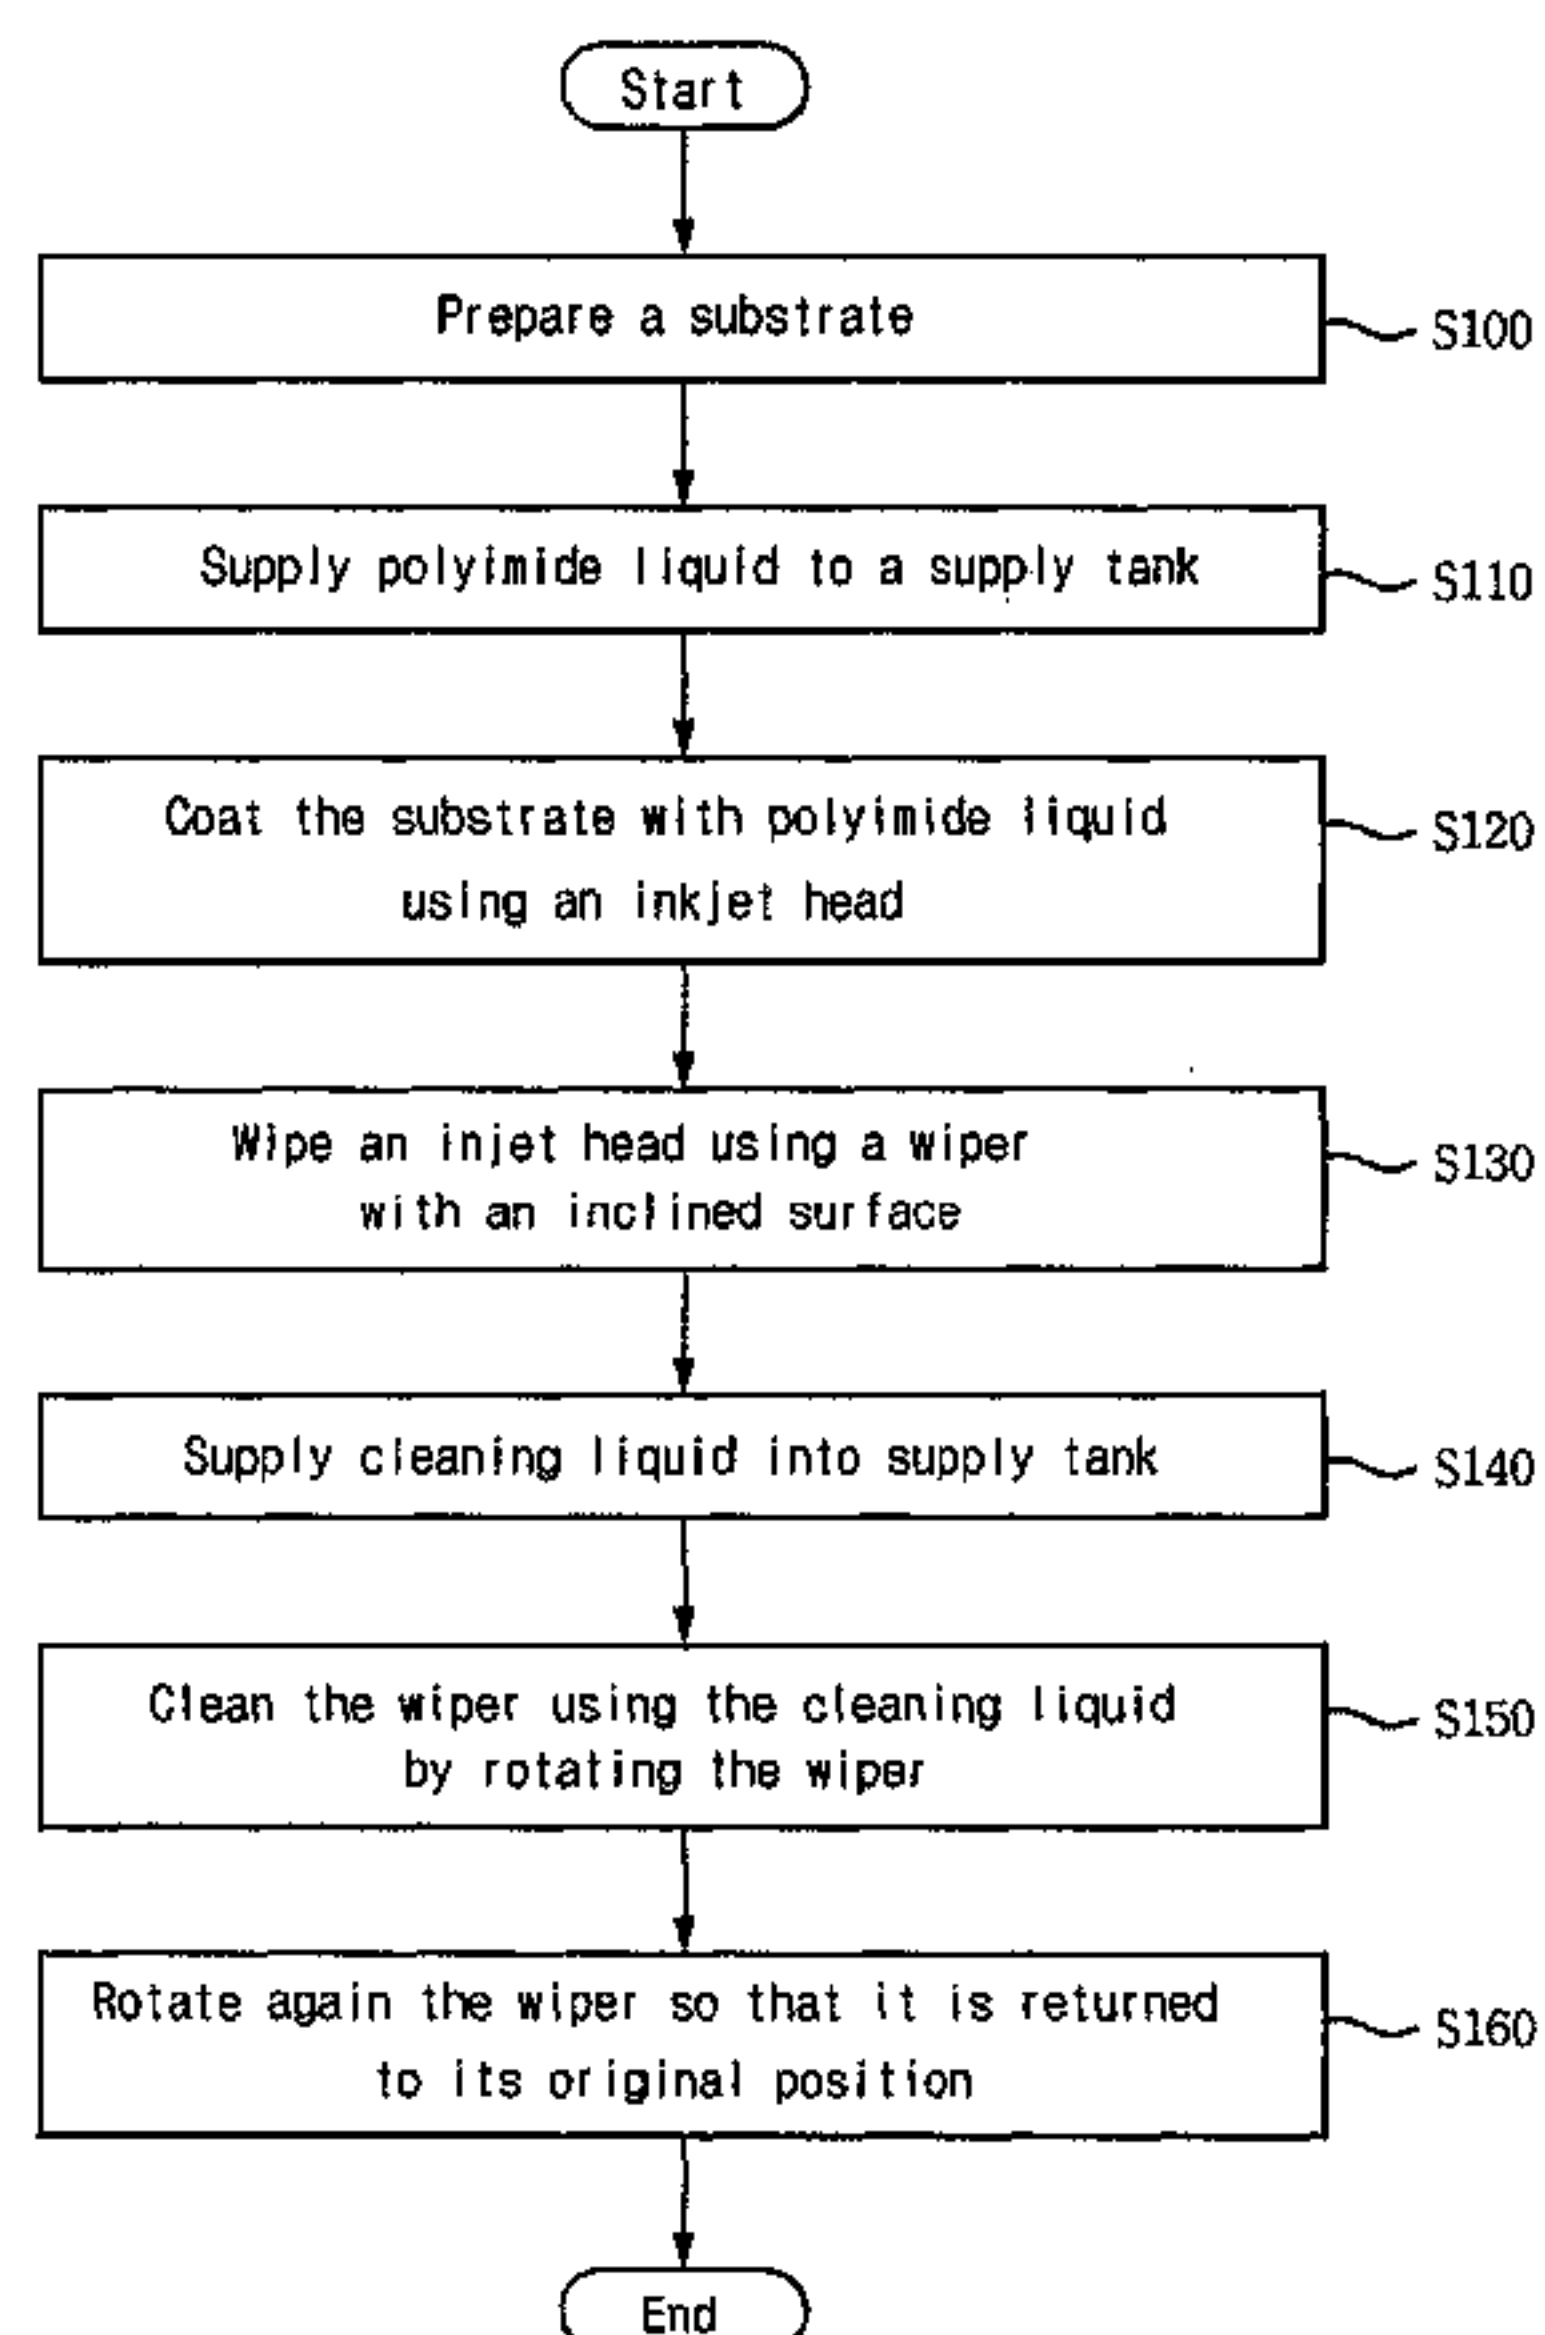 Start
Prepare a substrate
S100
Supply polyimide liquid to a supply tank
S110
Coat the substrate with polyimide liquid
using an inkjet head
S120
Wipe an injet head using a wiper
with an inclined surface
S130
Supply cleaning liquid into supply tank
S140
Clean the wiper using the cleaning liquid
by rotating the wiper
S150
Rotate again the wiper so that it is returned
to its original position
S160
End